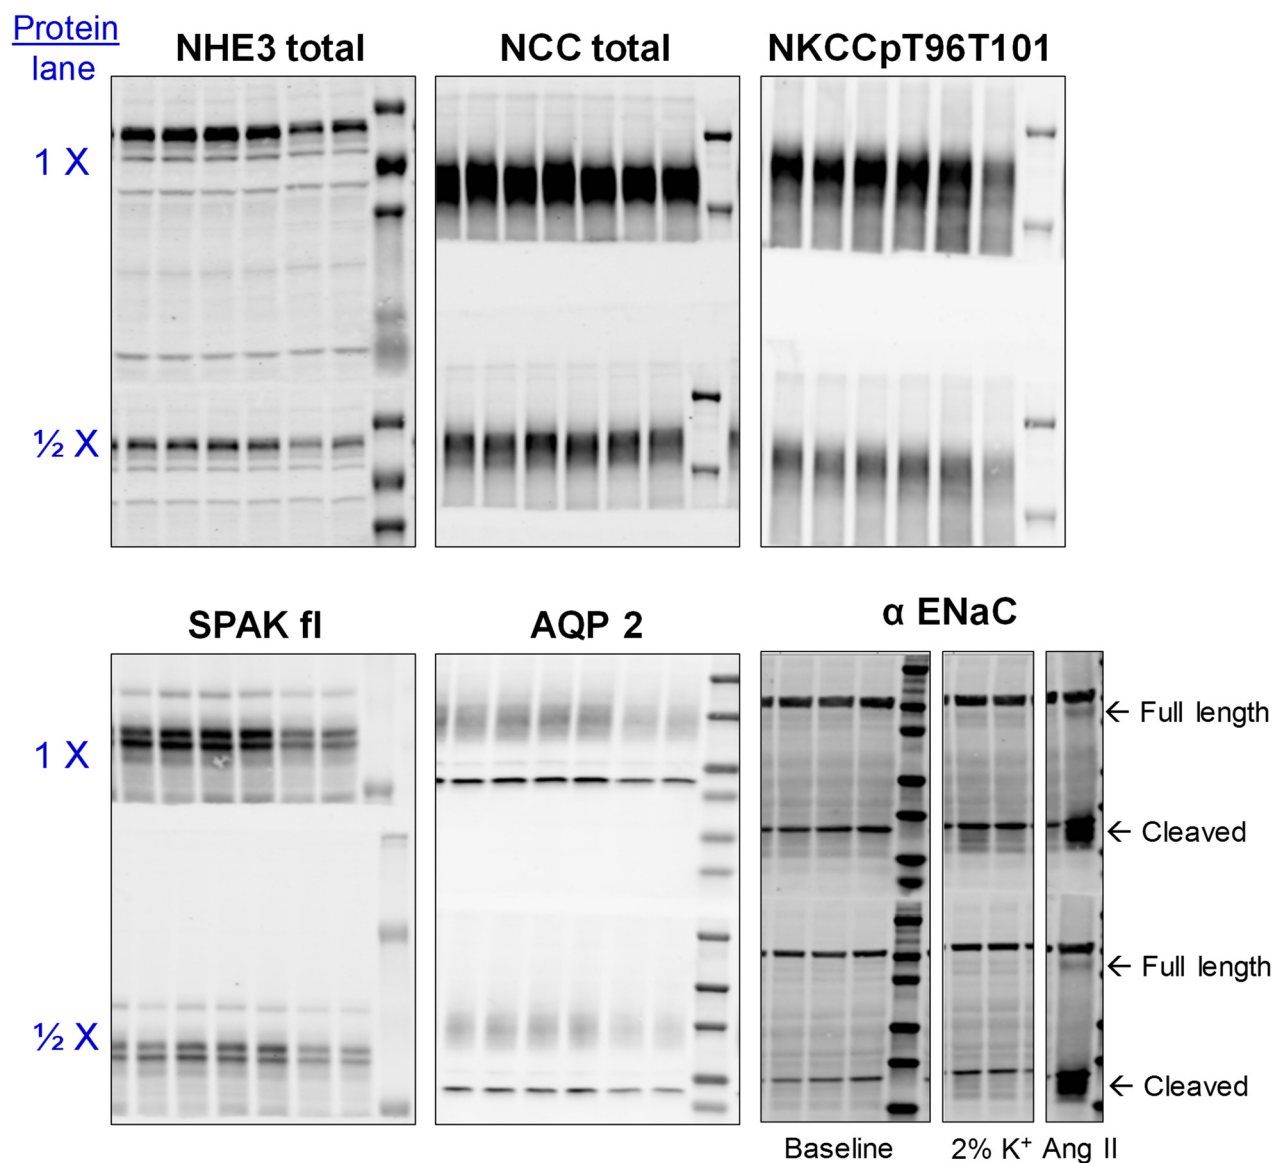 Protein
lane
NHE3 total
NCC total
NKCCpT96T101
1 X
½ X
SPAK fl
AQP 2
α ENaC
1 X
← Full length
← Cleaved
← Full length
½ X
← Cleaved
Baseline
2% K⁺
Ang II